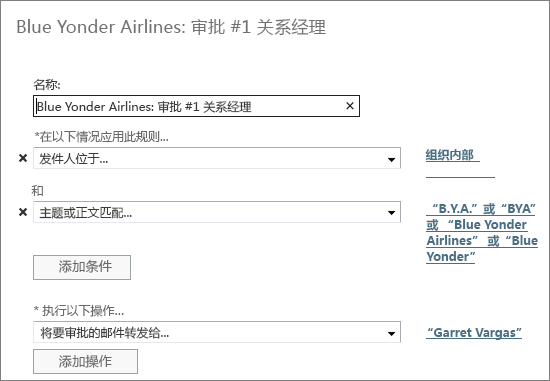 Blue Yonder Airlines: 审批 #1 关系经理
名称:
Blue Yonder Airlines: 审批 #1 关系经理
*在以下情况应用此规则...
发件人位于...
组织内部
和
主题或正文匹配...
“B.Y.A.” 或 “BYA”
或 “Blue Yonder
Airlines” 或 “Blue
Yonder”
添加条件
* 执行以下操作...
将要审批的邮件转发给...
“Garret Vargas”
添加操作